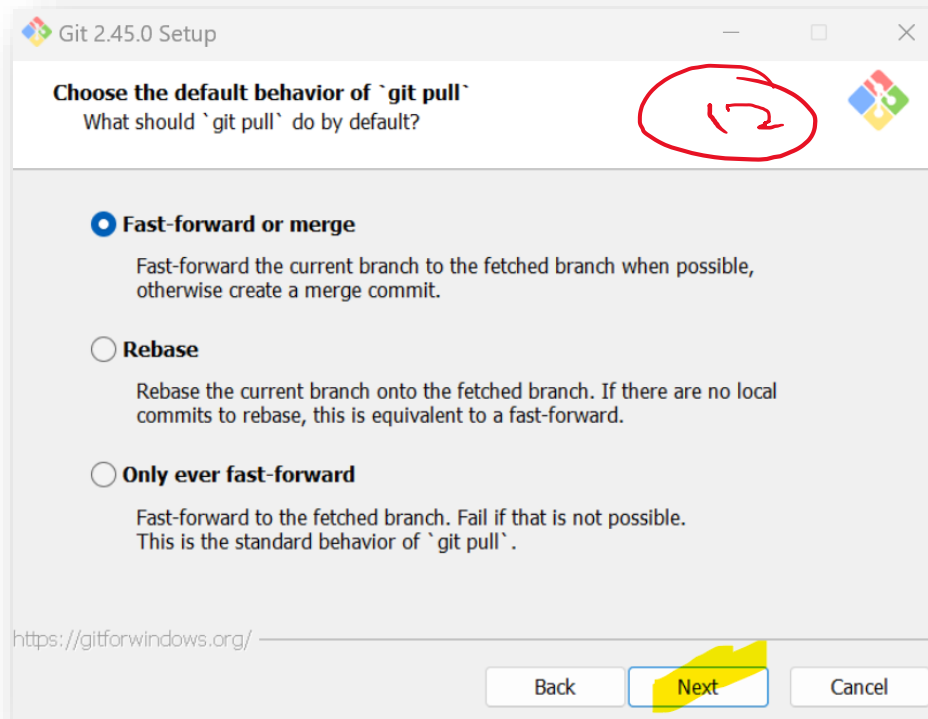 Git 2.45.0 Setup
Choose the default behavior of `git pull`
What should `git pull` do by default?
12
Fast-forward or merge
Fast-forward the current branch to the fetched branch when possible,
otherwise create a merge commit.
Rebase
Rebase the current branch onto the fetched branch. If there are no local
commits to rebase, this is equivalent to a fast-forward.
Only ever fast-forward
Fast-forward to the fetched branch. Fail if that is not possible.
This is the standard behavior of `git pull`.
https://gitforwindows.org/
Back
Next
Cancel